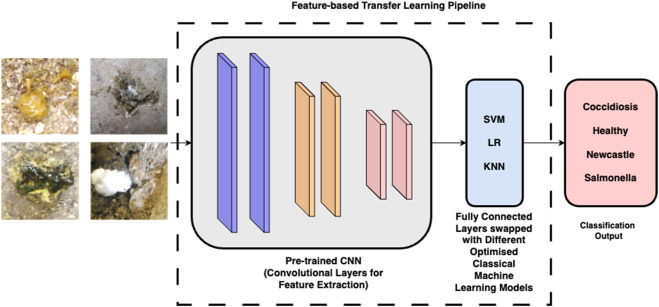 Feature-based Transfer Learning Pipeline
SVM
LR
KNN
Coccidiosis
Healthy
Newcastle
Salmonella
Pre-trained CNN
(Convolutional Layers for
Feature Extraction)
Fully Connected
Layers swapped
with Different
Optimised
Classical
Machine
Learning Models
Classification
Output